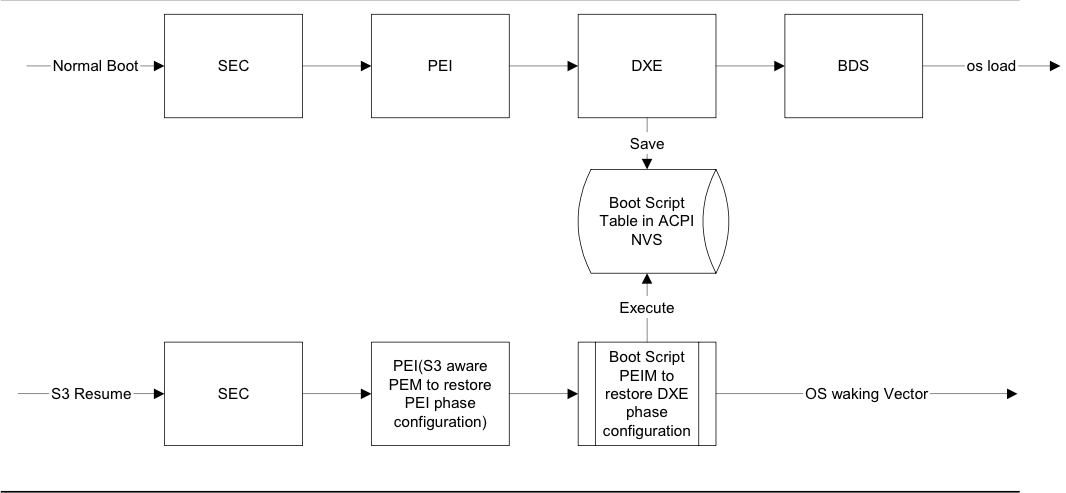 Normal Boot
SEC
PEI
DXE
BDS
os load
Save
Boot Script
Table in ACPI
NVS
Execute
S3 Resume
SEC
PEI(S3 aware
PEM to restore
PEI phase
configuration)
Boot Script
PEIM to
restore DXE
phase
configuration
OS waking Vector